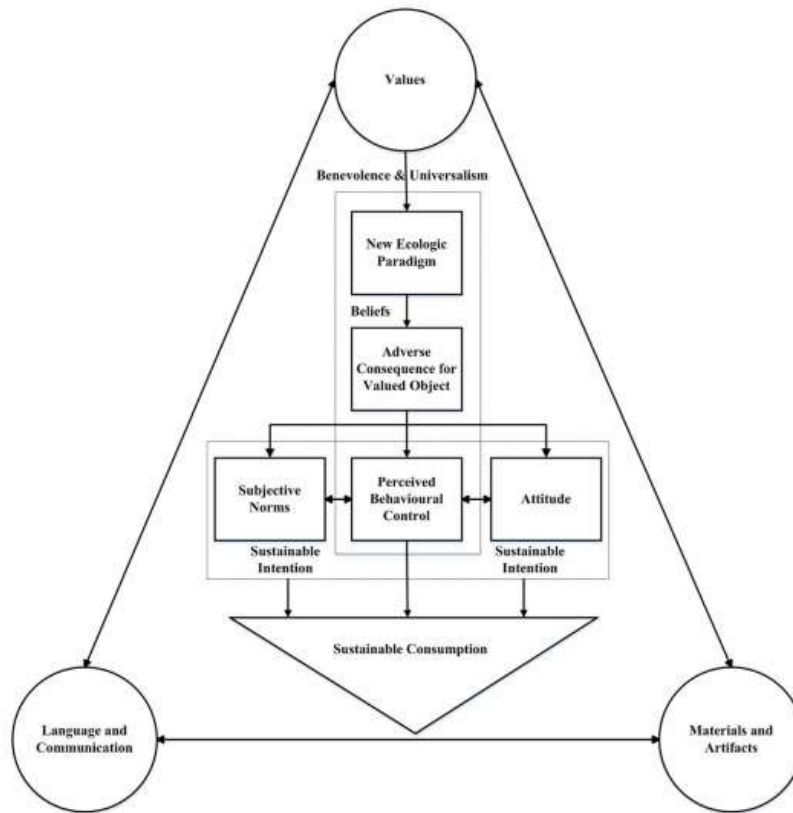 Values
Benevolence & Universalism
New Ecologic
Paradigm
Beliefs
Adverse
Consequence for
Valued Object
Subjective
Norms
Perceived
Behavioural
Control
Attitude
Sustainable
Intention
Sustainable
Intention
Sustainable Consumption
Language and
Communication
Materials and
Artifacts